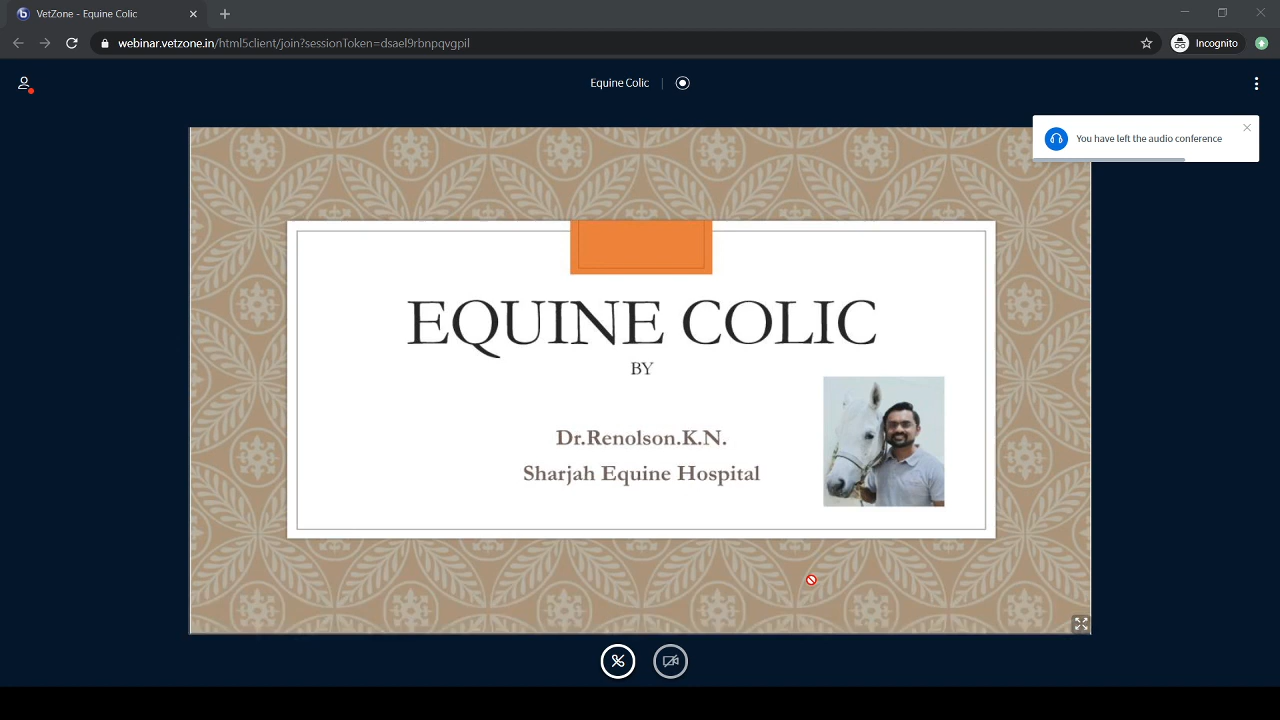 VetZone - Equine Colic
webinar.vetzone.in/html5client/join?sessionToken=dsael9rbnpqvgpil
Incognito
Equine Colic
You have left the audio conference
EQUINE COLIC
BY
Dr.Renolson.K.N.
Sharjah Equine Hospital